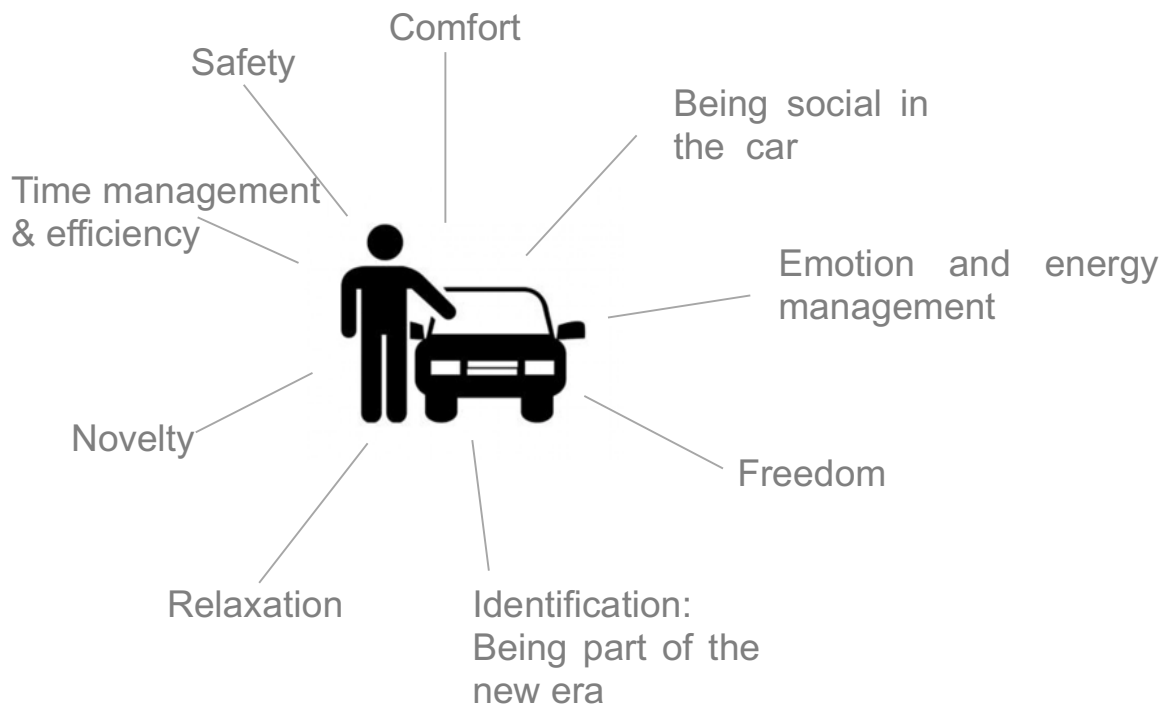 Comfort
Safety
Being social in
the car
Time management
& efficiency
Emotion and energy
management
Novelty
Freedom
Relaxation
Identification:
Being part of the
new era